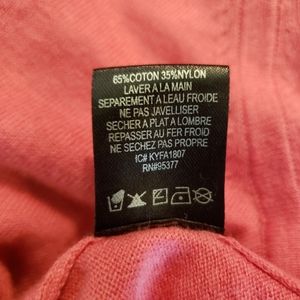 65%COTON 35%NYLON
LAVER A LA MAIN
SEPAREMENT A LEAU FROIDE
NE PAS JAVELLISER
SECHER A PLAT A LOMBRE
REPASSER AU FER FROID
NE NETTOYEZ PAS PROPRE
IC# KYFA1807
RN#95377